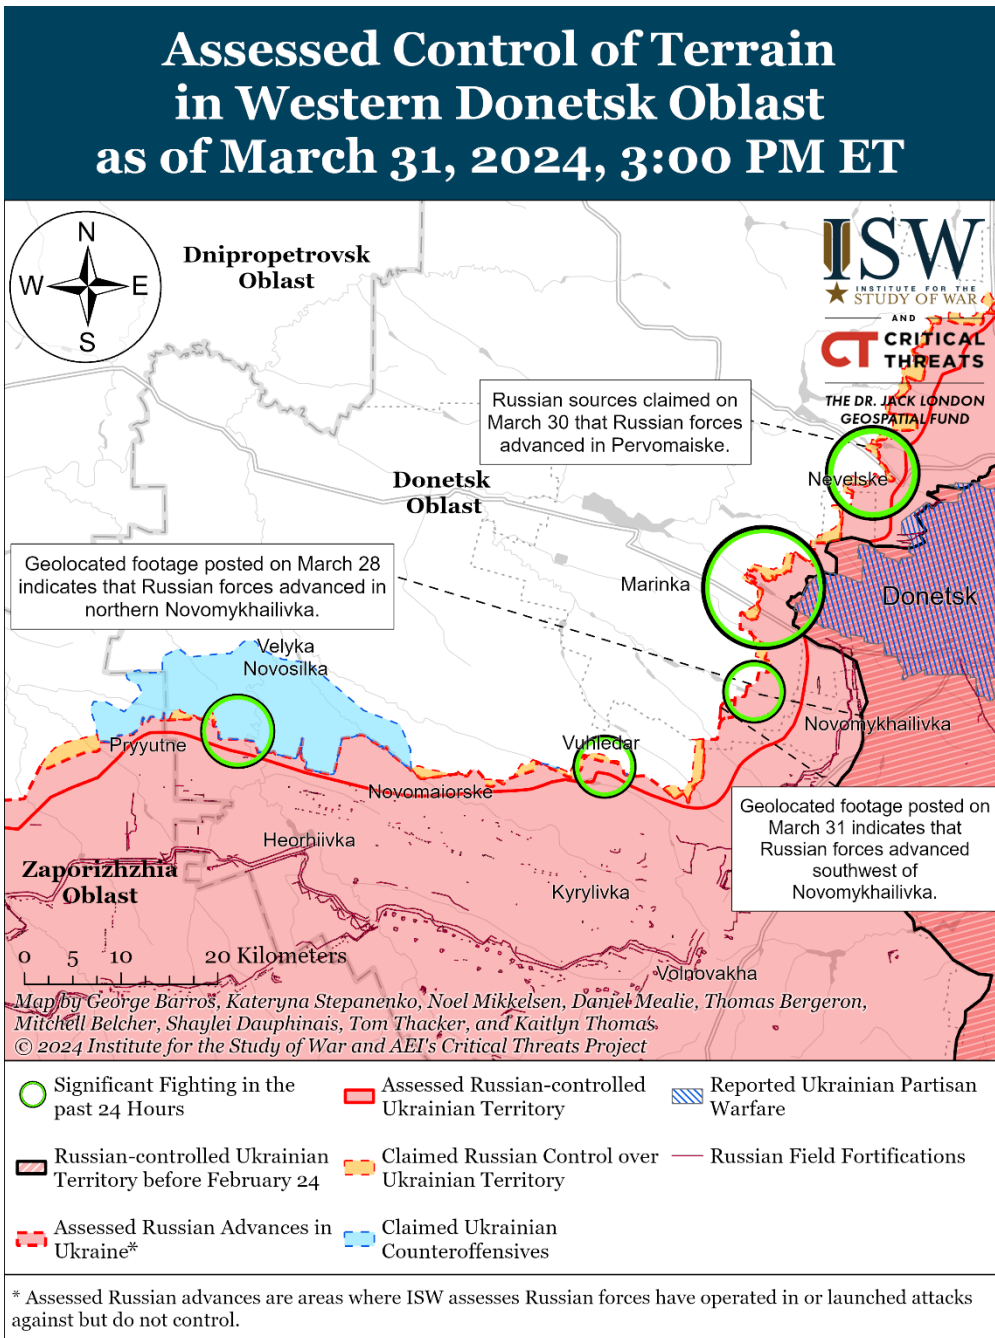 Assessed Control of Terrain
in Western Donetsk Oblast
as of March 31, 2024, 3:00 PM ET
N
W
E
S
Dnipropetrovsk
Oblast
ISW
INSTITUTE FOR THE
STUDY OF WAR
AND
CT CRITICAL
THREATS
THE DR. JACK LONDON
GEOSPATIAL FUND
Russian sources claimed on
March 30 that Russian forces
advanced in Pervomaiske.
Nevelske
Donetsk
Oblast
Geolocated footage posted on March 28
indicates that Russian forces advanced in
northern Novomykhailivka.
Marinka
Donetsk
Velyka
Novosilka
Novomykhailivka
Pryyutne
Vuhledar
Novomaiorske
Geolocated footage posted on
March 31 indicates that
Russian forces advanced
southwest of
Novomykhailivka.
Heorhiivka
Zaporizhzhia
Oblast
Kyrylivka
0 5 10 20 Kilometers
Volnovakha
Map by George Barros, Kateryna Stepanenko, Noel Mikkelsen, Daniel Mealie, Thomas Bergeron,
Mitchell Belcher, Shaylei Dauphinais, Tom Thacker, and Kaitlyn Thomas
© 2024 Institute for the Study of War and AEI's Critical Threats Project
Significant Fighting in the
past 24 Hours
Assessed Russian-controlled
Ukrainian Territory
Reported Ukrainian Partisan
Warfare
Russian-controlled Ukrainian
Territory before February 24
Claimed Russian Control over
Ukrainian Territory
Russian Field Fortifications
Assessed Russian Advances in
Ukraine*
Claimed Ukrainian
Counteroffensives
* Assessed Russian advances are areas where ISW assesses Russian forces have operated in or launched attacks
against but do not control.